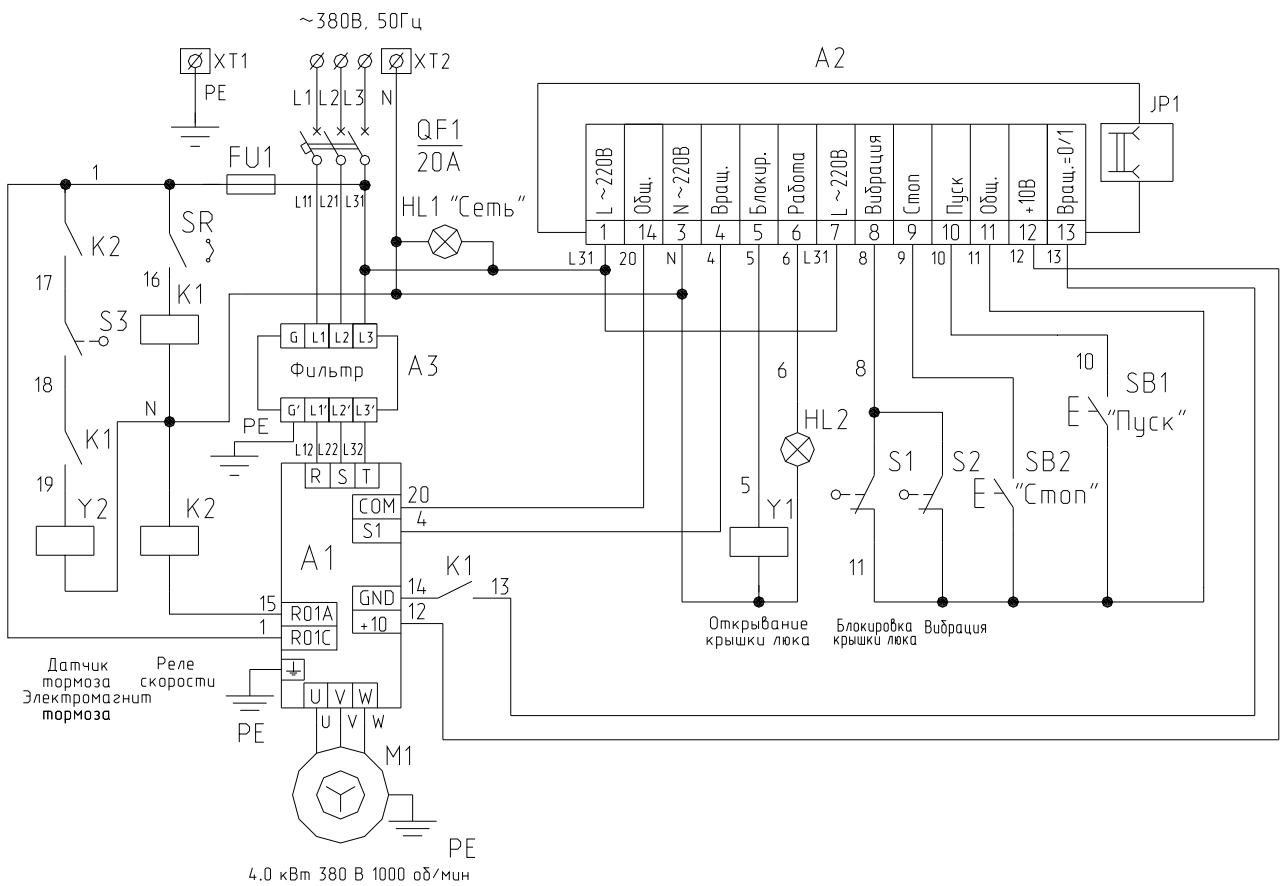 ~380В, 50Гц
XT1
XT2
A2
PE
L1
L2
L3
N
JP1
QF1
20А
FU1
1
L11
L21
L31
HL1 "Сеть"
L ~220В
Общ.
N ~220В
Вращ.
Блокир.
Работа
L ~220В
Вибрация
Стоп
Пуск
Общ.
+10В
Вращ.=0/1
1
14
3
4
5
6
7
8
9
10
11
12
13
L31
20
N
4
5
6
L31
8
9
10
11
12
13
K2
SR
17
16
K1
S3
G
L1
L2
L3
Фильтр
A3
G'
L1'
L2'
L3'
18
N
PE
K1
L12
L22
L32
6
8
10
SB1
"Пуск"
HL2
R
S
T
19
Y2
K2
COM
20
S1
4
A1
5
Y1
S1
S2
SB2
"Стоп"
11
15
RO1A
1
RO1C
GND
14
K1
13
+10
12
Открывание
крышки люка
Блокировка
крышки люка
Вибрация
Датчик
тормоза
Электромагнит
тормоза
Реле
скорости
PE
U
V
W
U
V
W
M1
PE
4.0 кВт 380 В 1000 об/мин